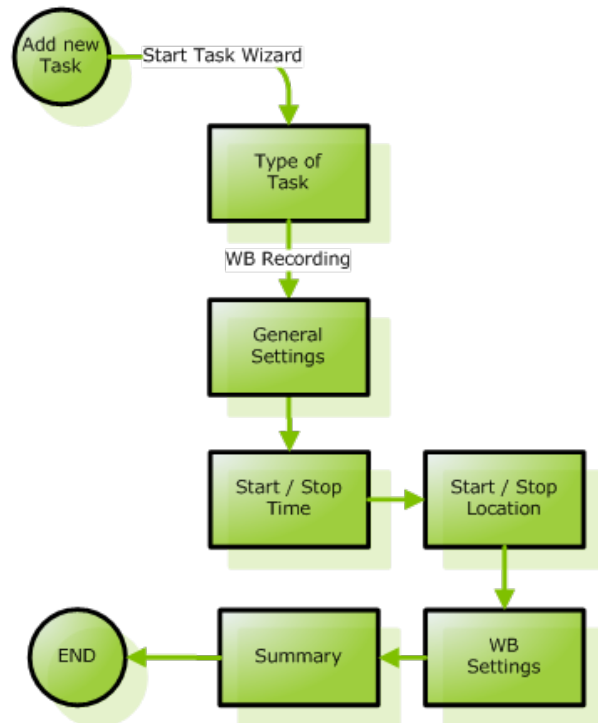 Add new
Task
Start Task Wizard
Type of
Task
WB Recording
General
Settings
Start / Stop
Time
Start / Stop
Location
END
Summary
WB
Settings